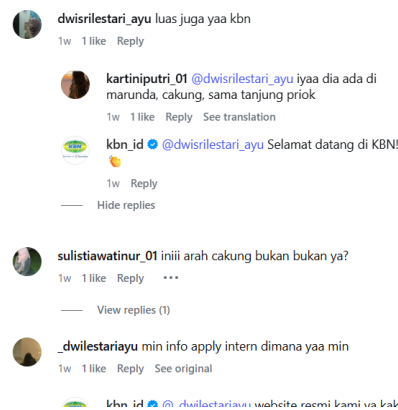 dwisrilestari_ayu luas juga yaa kbn
1w 1 like Reply
kartiniputri_01 @dwisrilestari_ayu iyaa dia ada di
marunda, cakung, sama tanjung priok
1w 1 like Reply See translation
kbn_id @dwisrilestari_ayu Selamat datang di KBN!
👏
1w Reply
Hide replies
sulistiawatinur_01 iniii arah cakung bukan bukan ya?
1w 1 like Reply •••
View replies (1)
_dwilestariayu min info apply intern dimana yaa min
1w 1 like Reply See original
kbn_id @_dwilestariayu website resmi kami ya kak